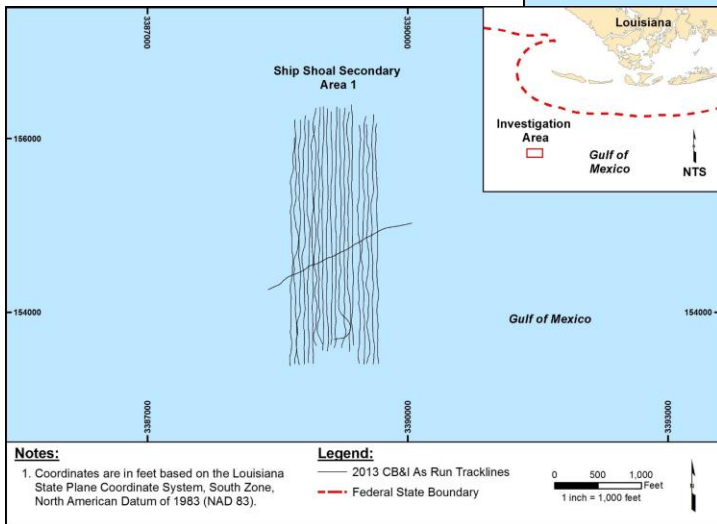 3387000
3390000
Ship Shoal Secondary
Area 1
Louisiana
Investigation
Area
Gulf of
Mexico
NTS
156000
154000
Gulf of Mexico
154000
3387000
3390000
3393000
Notes:
1. Coordinates are in feet based on the Louisiana
State Plane Coordinate System, South Zone,
North American Datum of 1983 (NAD 83).
Legend:
2013 CB&I As Run Tracklines
Federal State Boundary
0 500 1,000
Feet
1 inch = 1,000 feet